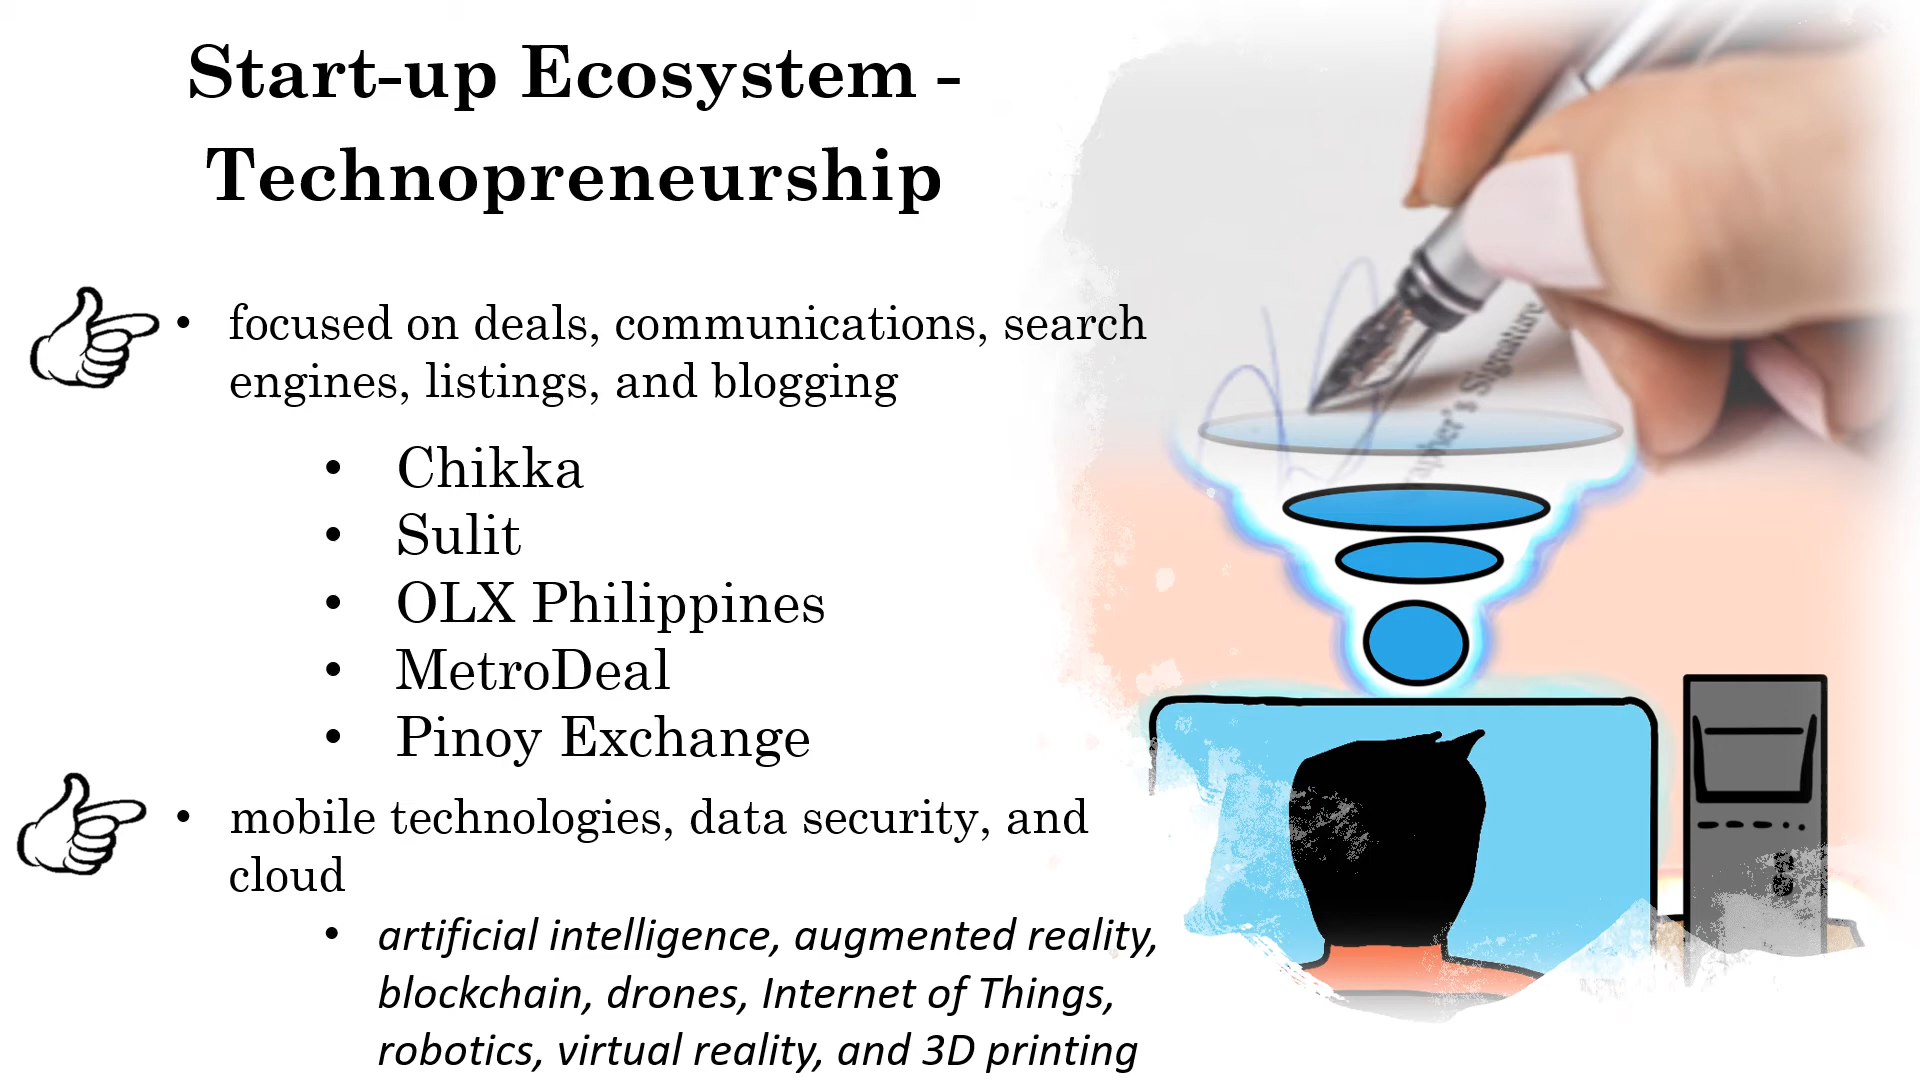 Start-up Ecosystem -
Technopreneurship
• focused on deals, communications, search
engines, listings, and blogging
• Chikka
• Sulit
• OLX Philippines
• MetroDeal
• Pinoy Exchange
• mobile technologies, data security, and
cloud
• artificial intelligence, augmented reality,
blockchain, drones, Internet of Things,
robotics, virtual reality, and 3D printing
Signature